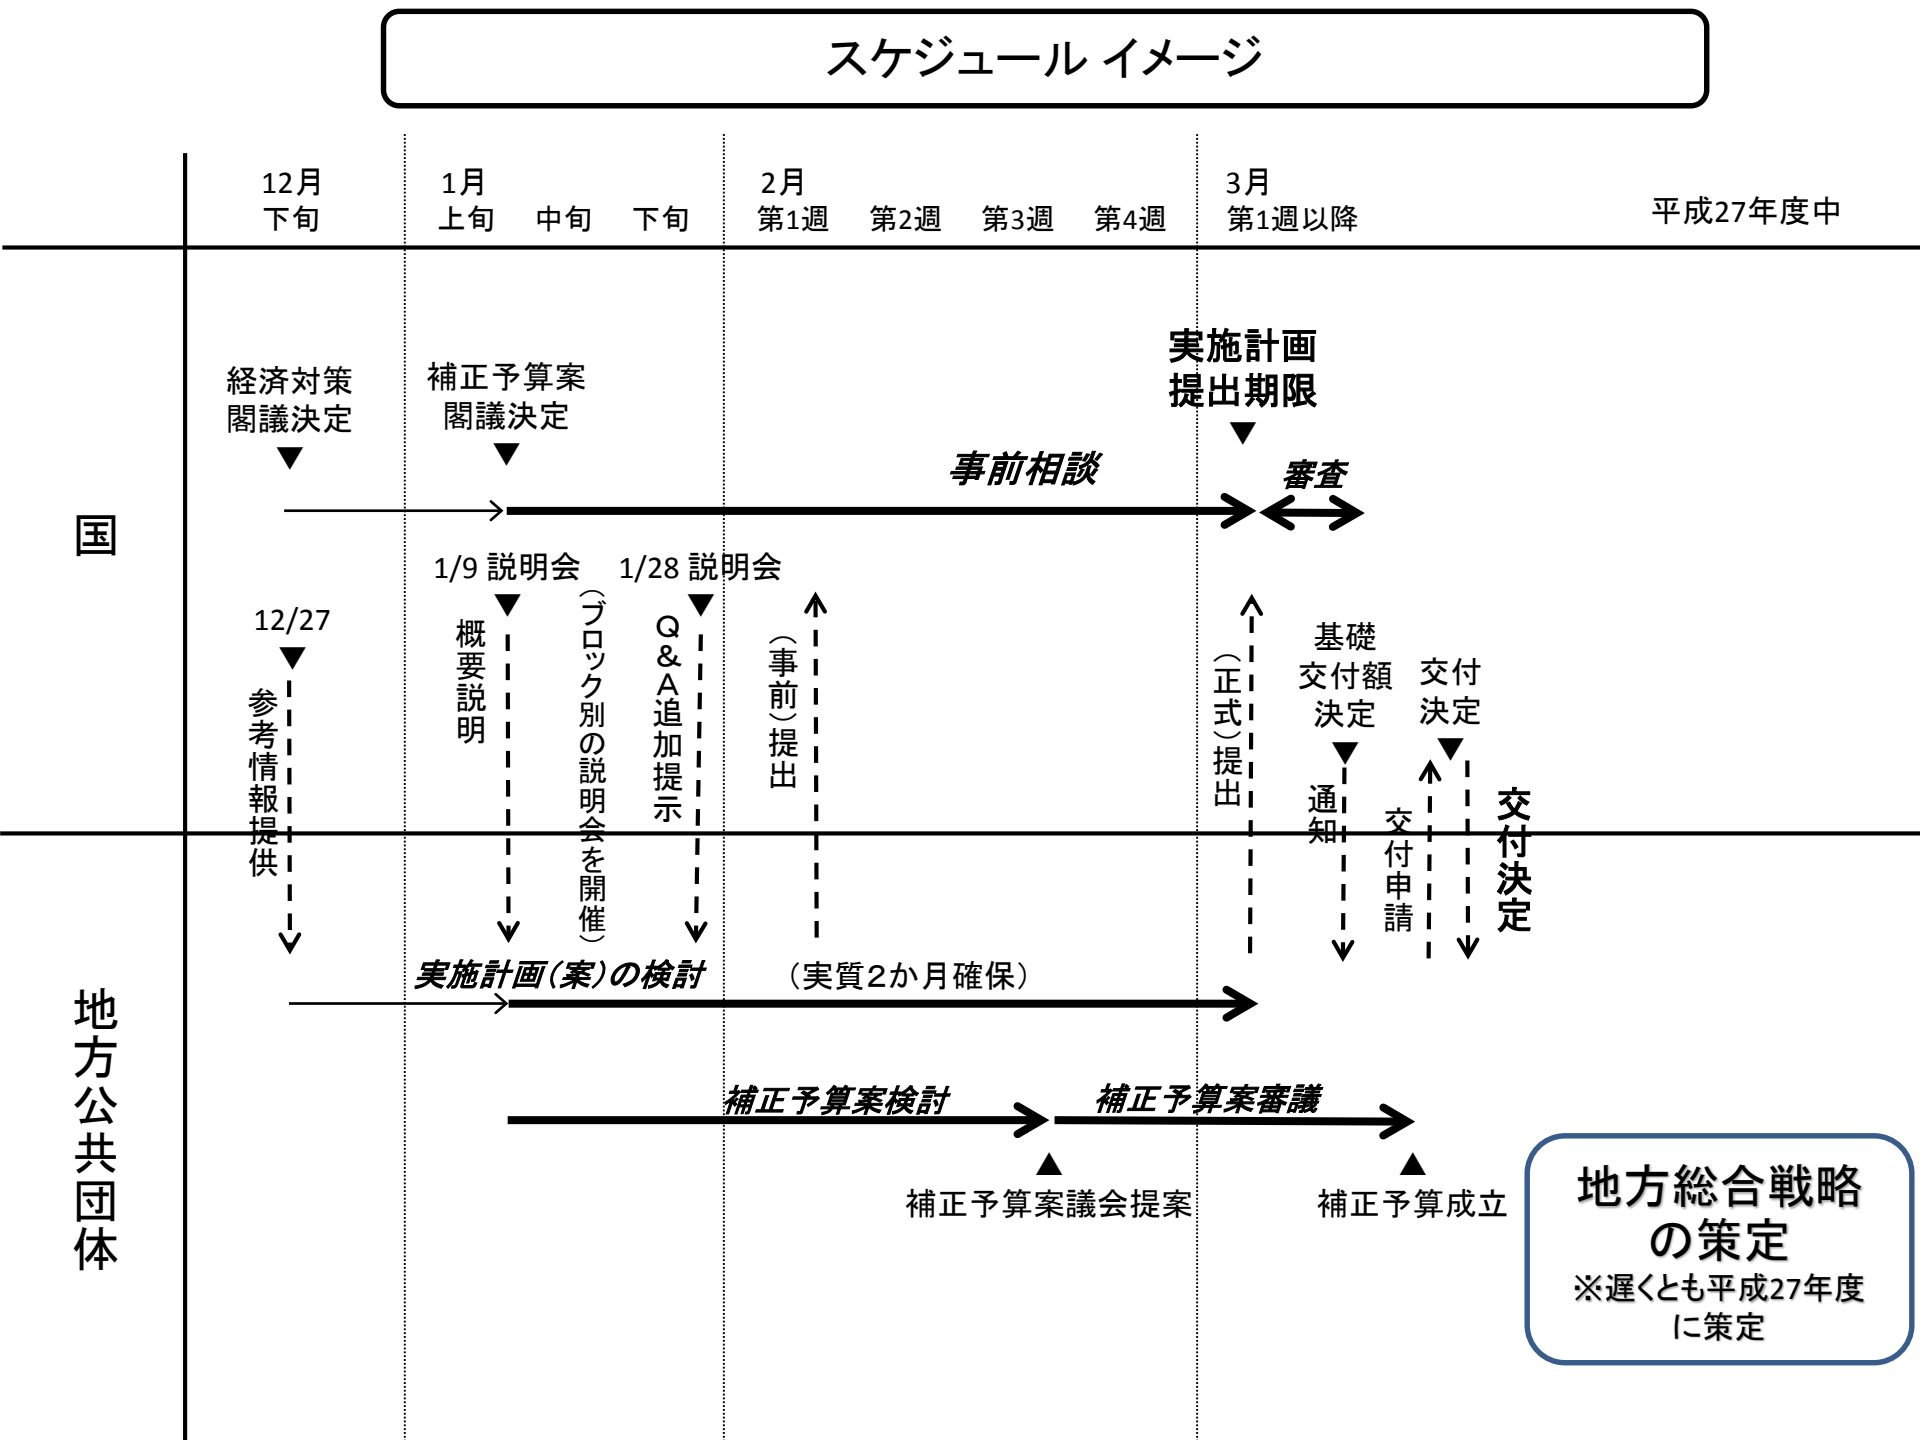 スケジュール イメージ
12月
下旬
1月
上旬 中旬 下旬
2月
第1週 第2週 第3週 第4週
3月
第1週以降
平成27年度中
国
経済対策
閣議決定
▼
補正予算案
閣議決定
▼
実施計画
提出期限
▼
事前相談
審査
12/27
▼
参考情報提供
1/9 説明会
▼
概要説明
（ブロック別の説明会を開催）
1/28 説明会
▼
Q&A追加提示
（事前）提出
（正式）提出
基礎
交付額
決定
▼
通知
交付
決定
▼
交付申請
交付決定
地方公共団体
実施計画（案）の検討
（実質２か月確保）
補正予算案検討
補正予算案審議
▲
補正予算案議会提案
▲
補正予算成立
地方総合戦略
の策定
※遅くとも平成27年度
に策定